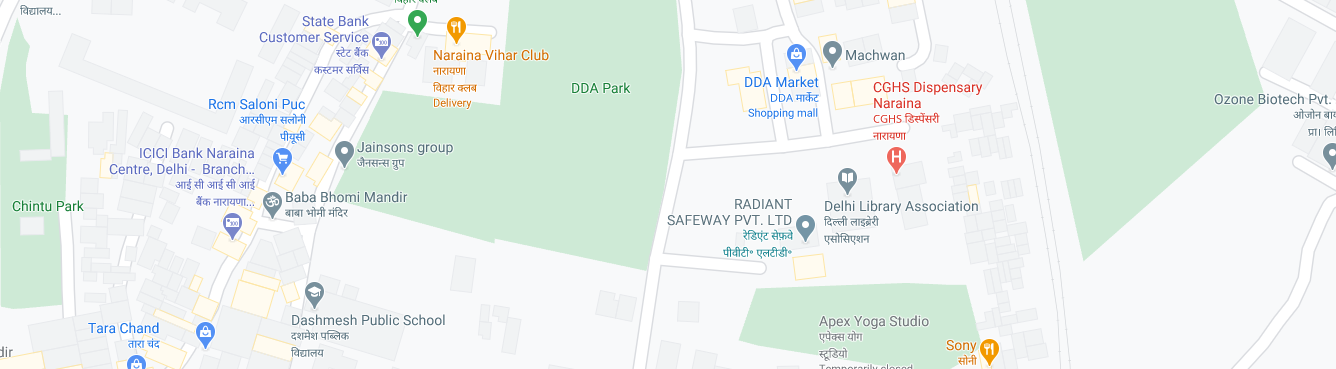 विद्यालय...
विहार क्लब
State Bank
Customer Service
स्टेट बैंक
कस्टमर सर्विस
Naraina Vihar Club
नारायणा
विहार क्लब
Delivery
DDA Park
DDA Market
DDA मार्केट
Shopping mall
Machwan
CGHS Dispensary
Naraina
CGHS डिस्पेंसरी
नारायणा
Ozone Biotech Pvt.
ओजोन बाय
प्रा। लि
Rcm Saloni Puc
आरसीएम सलोनी
पीयूसी
Jainsons group
जैनसन्स ग्रुप
ICICI Bank Naraina
Centre, Delhi - Branch...
आई सी आई सी आई
बैंक नारायणा...
Baba Bhomi Mandir
बाबा भोमी मंदिर
Chintu Park
RADIANT
SAFEWAY PVT. LTD
रेडिएंट सेफ़वे
पीवीटी॰ एलटीडी॰
Delhi Library Association
दिल्ली लाइब्रेरी
एसोसिएशन
Dashmesh Public School
दशमेश पब्लिक
विद्यालय
Tara Chand
तारा चंद
dir
Apex Yoga Studio
एपेक्स योग
स्टूडियो
Temporarily closed
Sony
सोनी